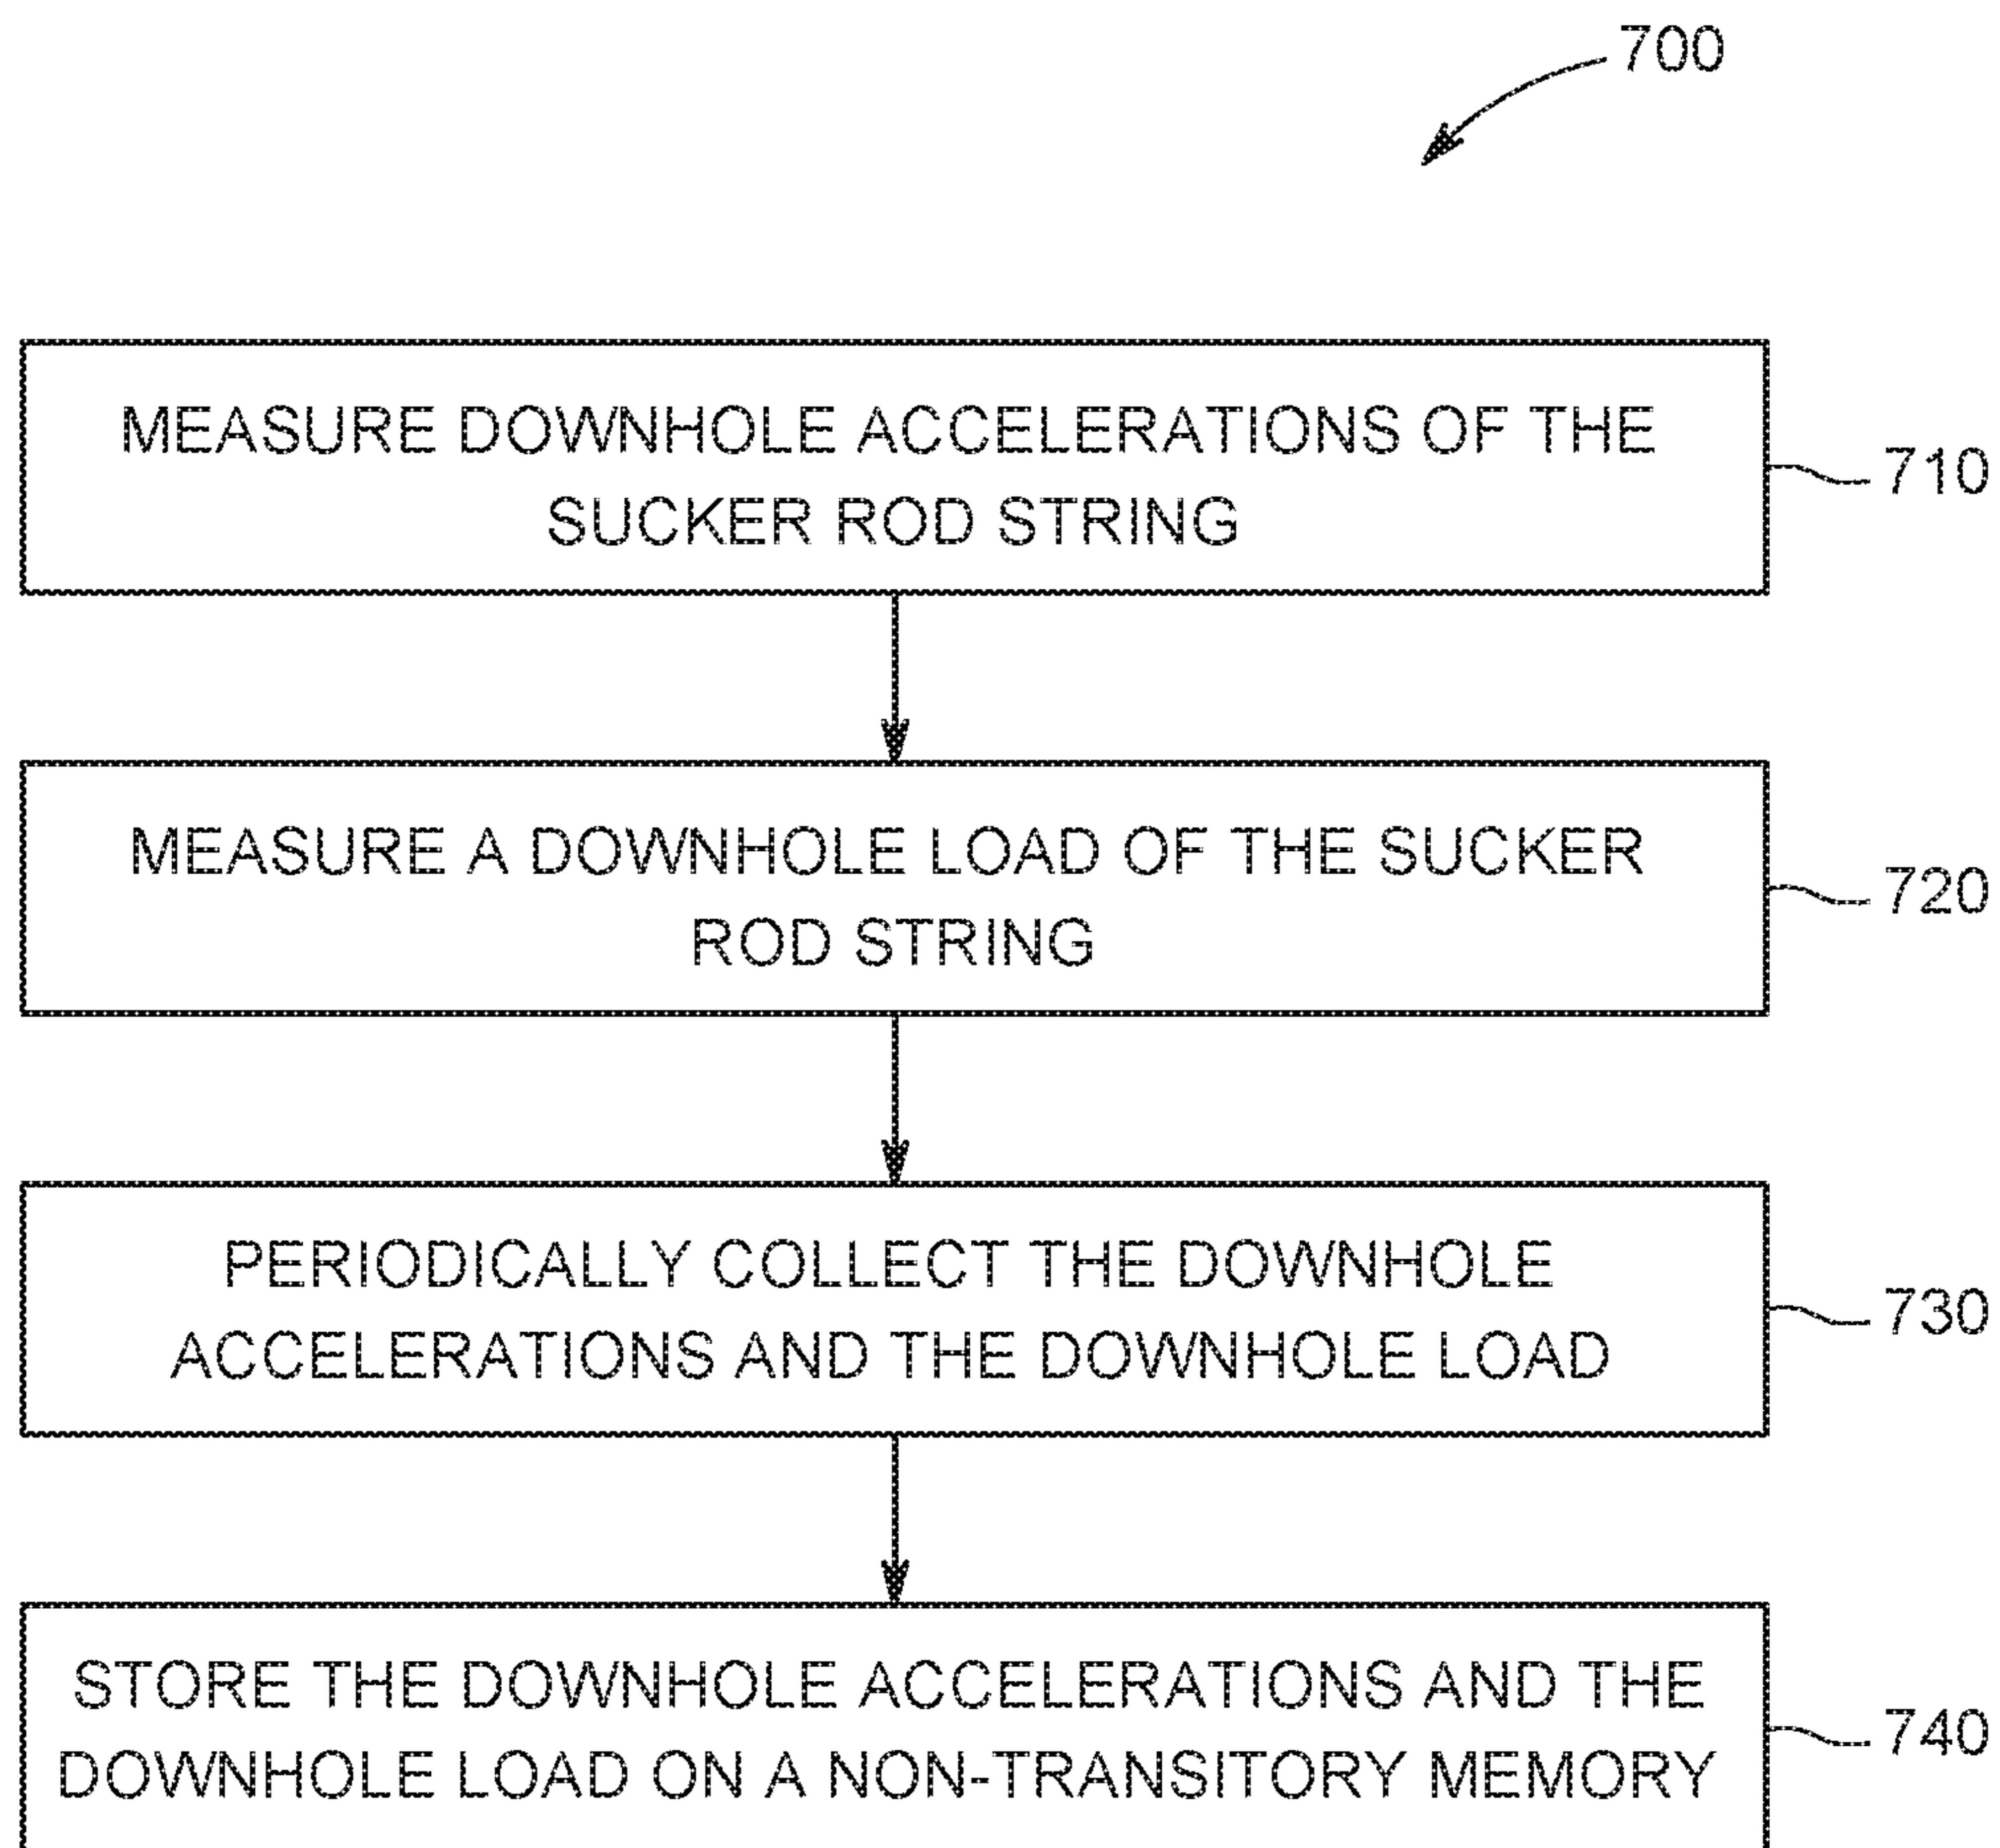 700
MEASURE DOWNHOLE ACCELERATIONS OF THE
SUCKER ROD STRING
710
MEASURE A DOWNHOLE LOAD OF THE SUCKER
ROD STRING
720
PERIODICALLY COLLECT THE DOWNHOLE
ACCELERATIONS AND THE DOWNHOLE LOAD
730
STORE THE DOWNHOLE ACCELERATIONS AND THE
DOWNHOLE LOAD ON A NON-TRANSITORY MEMORY
740